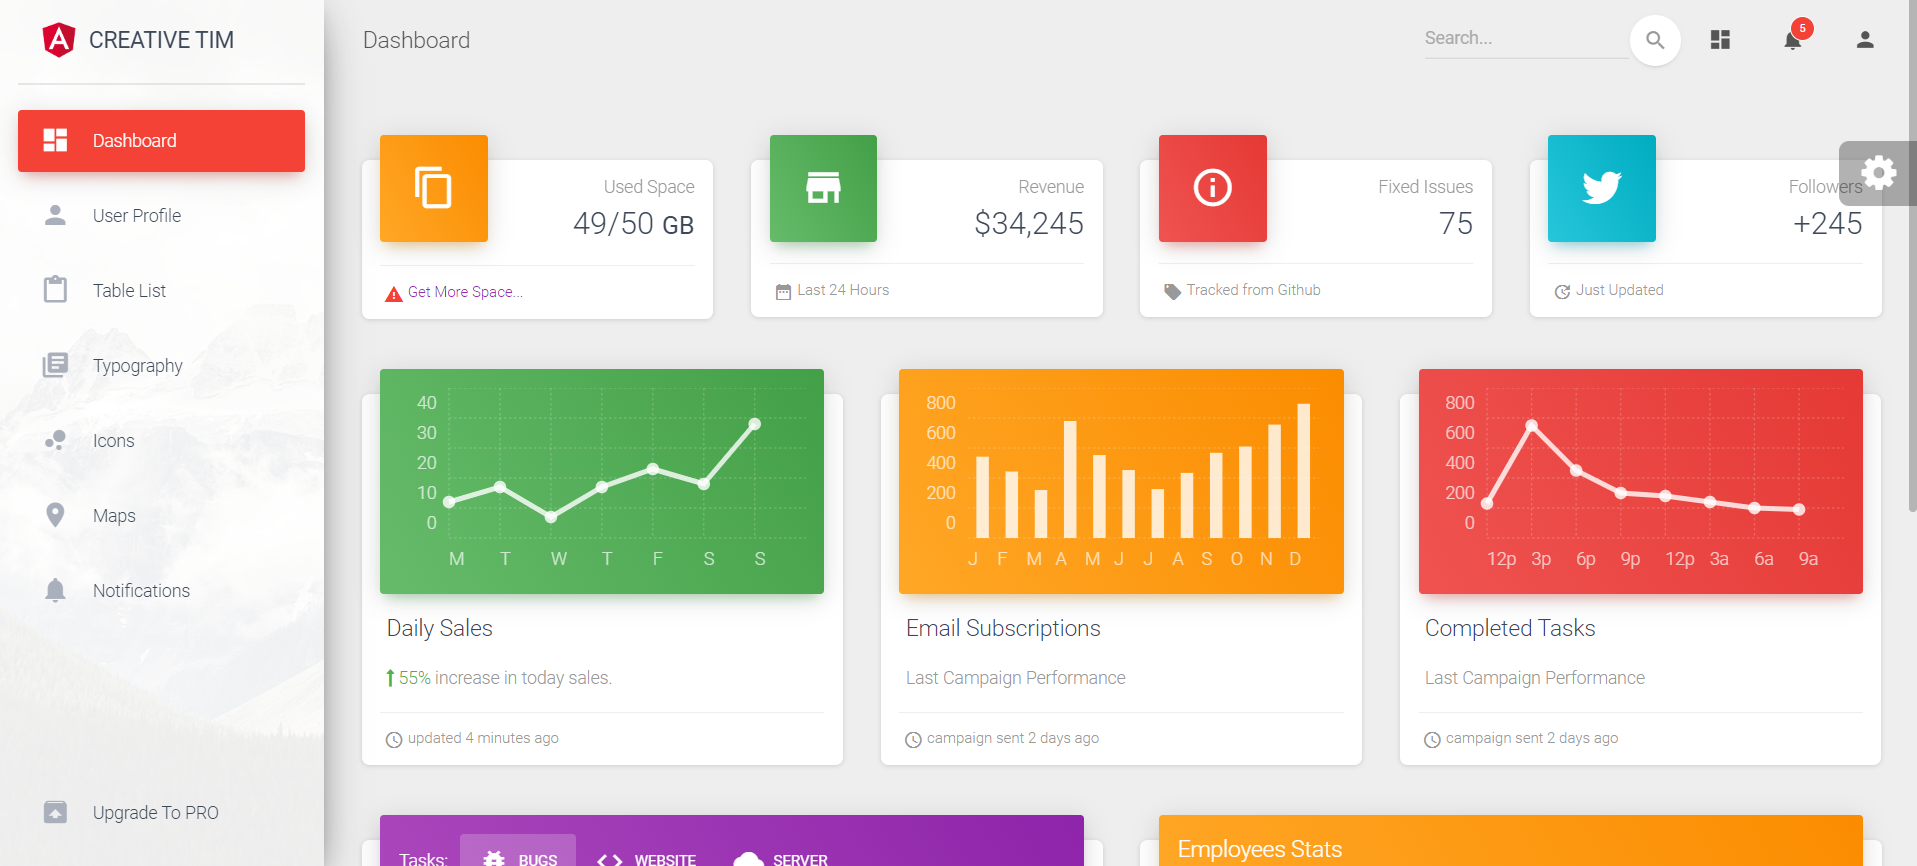 CREATIVE TIM
Dashboard
User Profile
Table List
Typography
Icons
Maps
Notifications
Upgrade To PRO
Dashboard
Search...
5
Used Space
49/50 GB
Get More Space...
Revenue
$34,245
Last 24 Hours
Fixed Issues
75
Tracked from Github
Followers
+245
Just Updated
40
30
20
10
0
M T W T F S S
Daily Sales
55% increase in today sales.
updated 4 minutes ago
800
600
400
200
0
J F M A M J J A S O N D
Email Subscriptions
Last Campaign Performance
campaign sent 2 days ago
800
600
400
200
0
12p 3p 6p 9p 12p 3a 6a 9a
Completed Tasks
Last Campaign Performance
campaign sent 2 days ago
Tasks: BUGS WEBSITE SERVER
Employees Stats